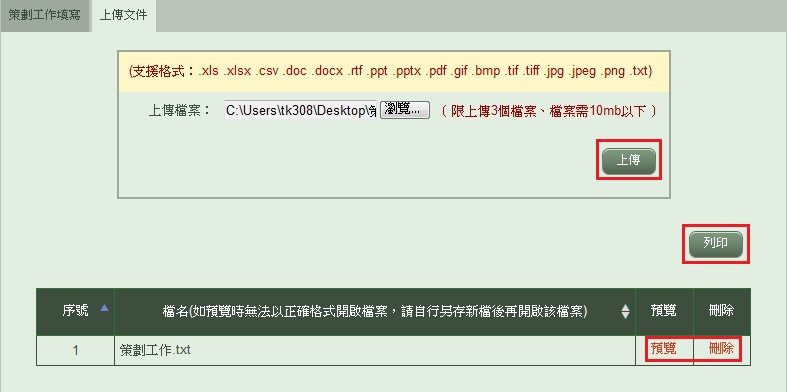 策劃工作填寫 上傳文件
(支援格式：.xls .xlsx .csv .doc .docx .rtf .ppt .pptx .pdf .gif .bmp .tif .tiff .jpg .jpeg .png .txt)
上傳檔案： C:\Users\tk308\Desktop\ 瀏覽... ( 限上傳3個檔案、檔案需10mb以下 )
上傳
列印
序號 檔名(如預覽時無法以正確格式開啟檔案，請自行另存新檔後再開啟該檔案) 預覽 刪除
1 策劃工作.txt 預覽 刪除